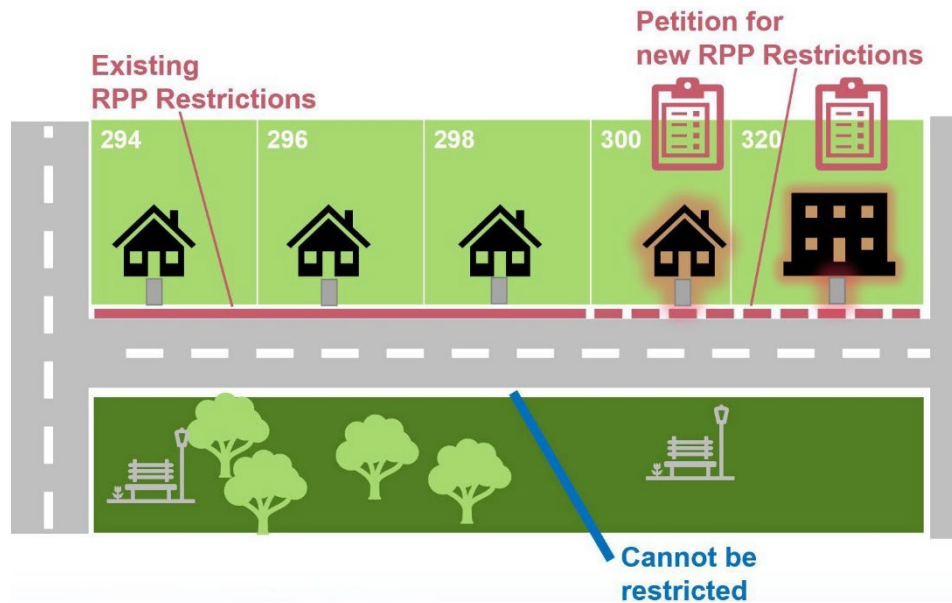 Petition for
new RPP Restrictions
Existing
RPP Restrictions
294
296
298
300
320
Cannot be
restricted